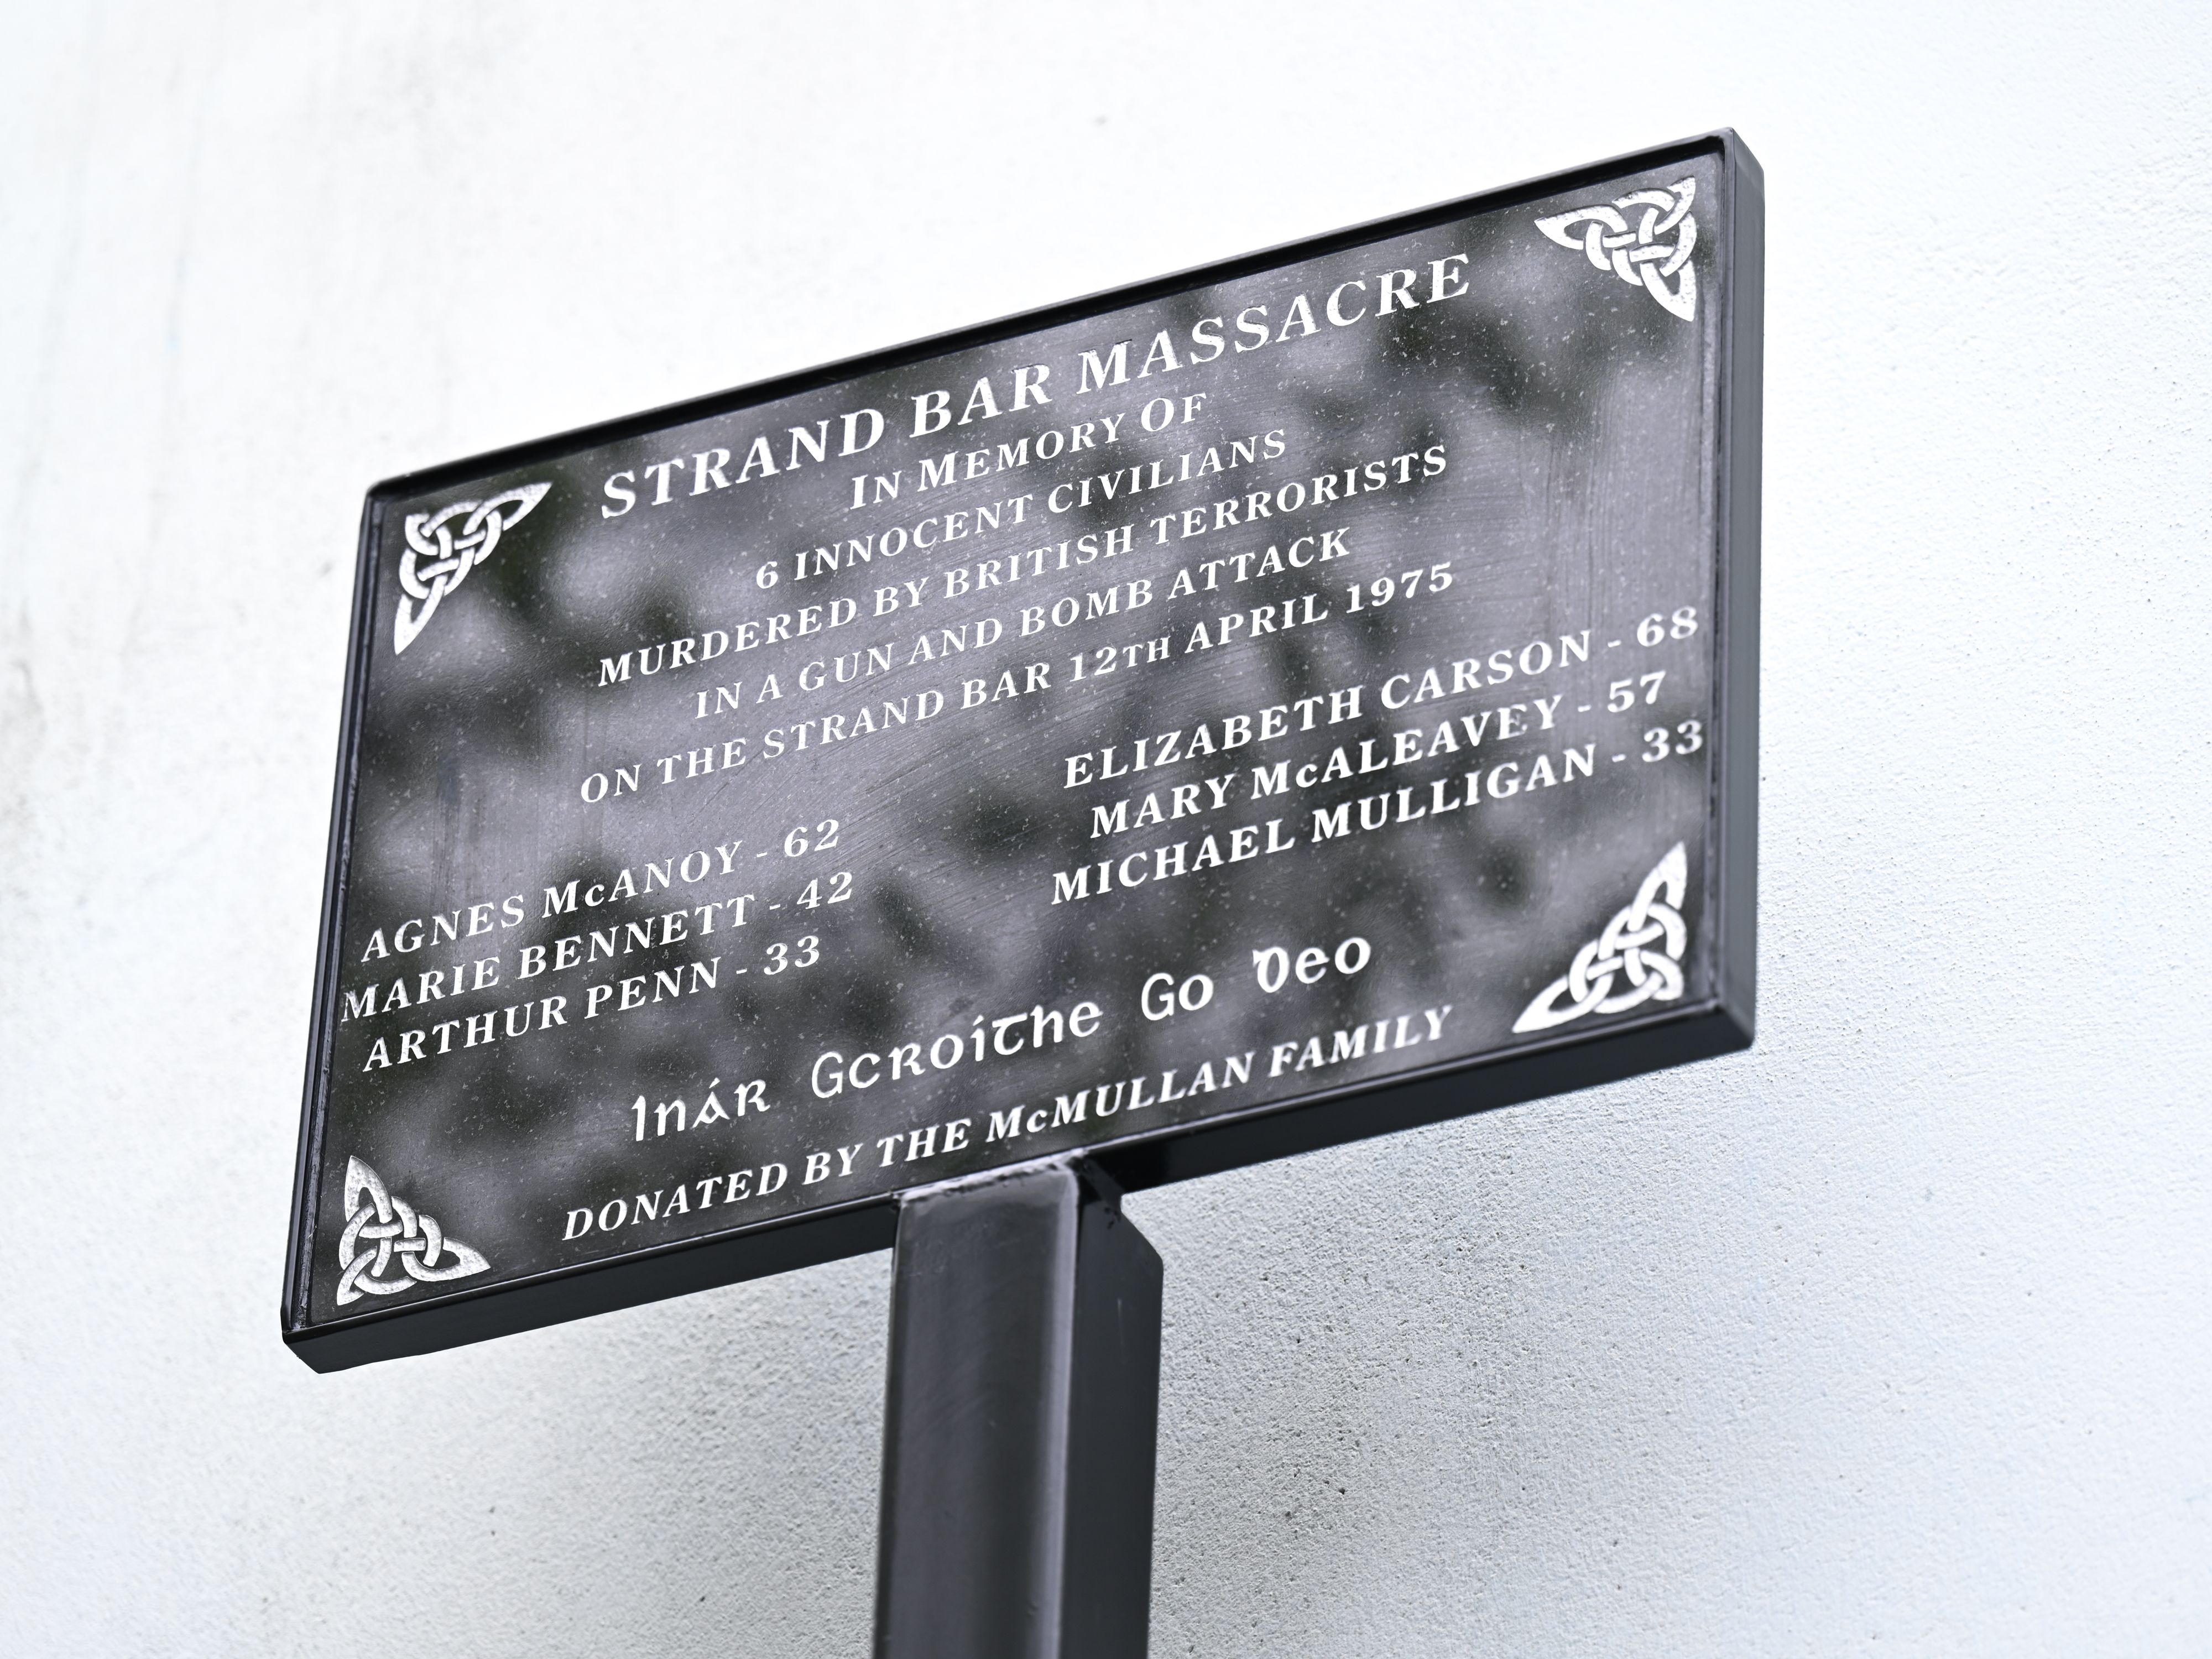 STRAND BAR MASSACRE
IN MEMORY OF
6 INNOCENT CIVILIANS
MURDERED BY BRITISH TERRORISTS
IN A GUN AND BOMB ATTACK
ON THE STRAND BAR 12TH APRIL 1975
AGNES McANOY - 62
MARIE BENNETT - 42
ARTHUR PENN - 33
ELIZABETH CARSON - 68
MARY McALEAVEY - 57
MICHAEL MULLIGAN - 33
Inár Gcroíthe Go Deo
DONATED BY THE McMULLAN FAMILY